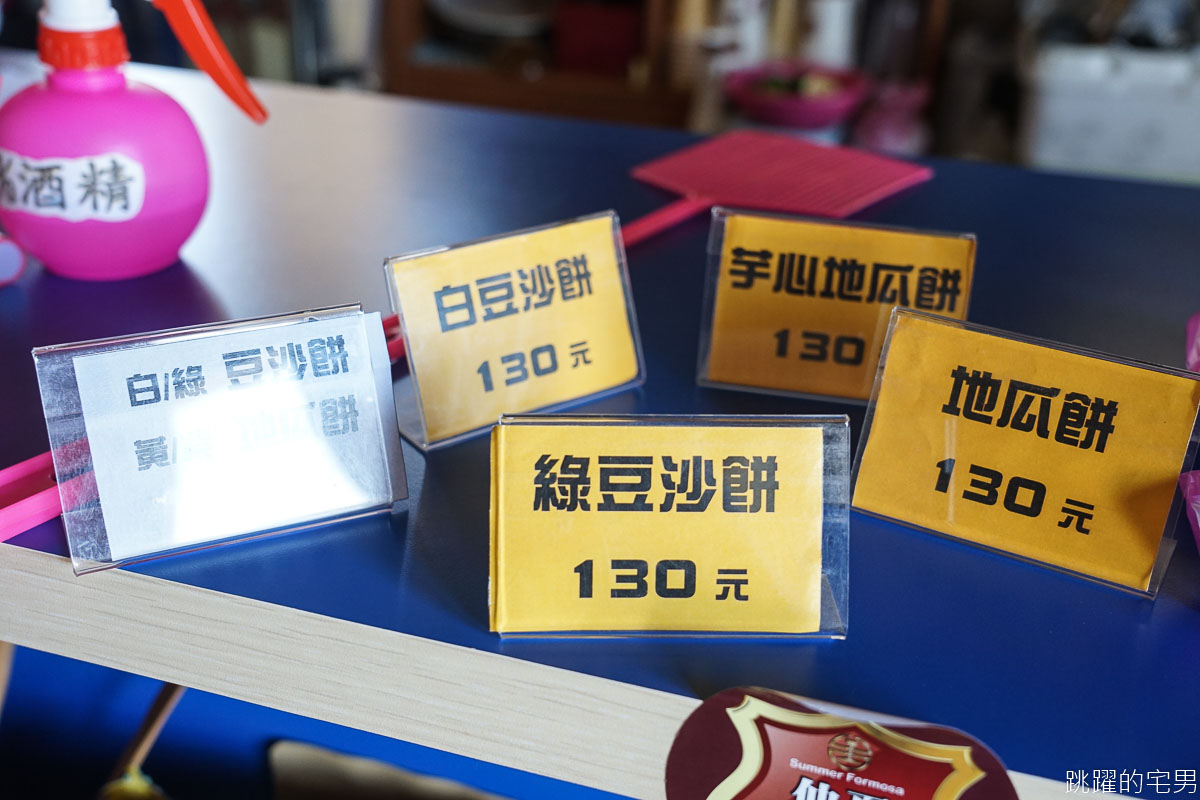 酒精
白豆沙餅
130 元
芋心地瓜餅
130
白/綠 豆沙餅
地瓜餅
130 元
綠豆沙餅
130 元
Summer Formosa
跳躍的宅男